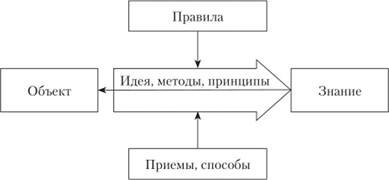 Правила
Объект
Идея, методы, принципы
Знание
Приемы, способы